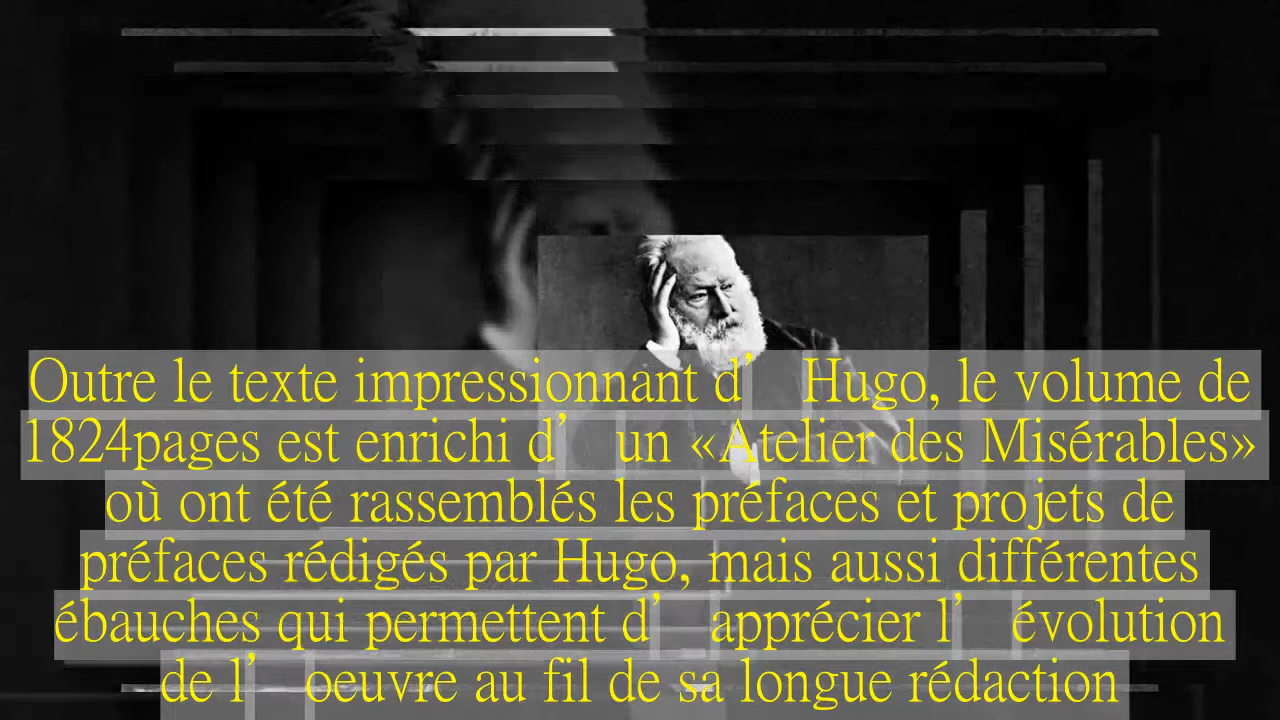 Outre le texte impressionnant d’ Hugo, le volume de
1824pages est enrichi d’ un «Atelier des Misérables»
où ont été rassemblés les préfaces et projets de
préfaces rédigés par Hugo, mais aussi différentes
ébauches qui permettent d’ apprécier l’ évolution
de l’ oeuvre au fil de sa longue rédaction